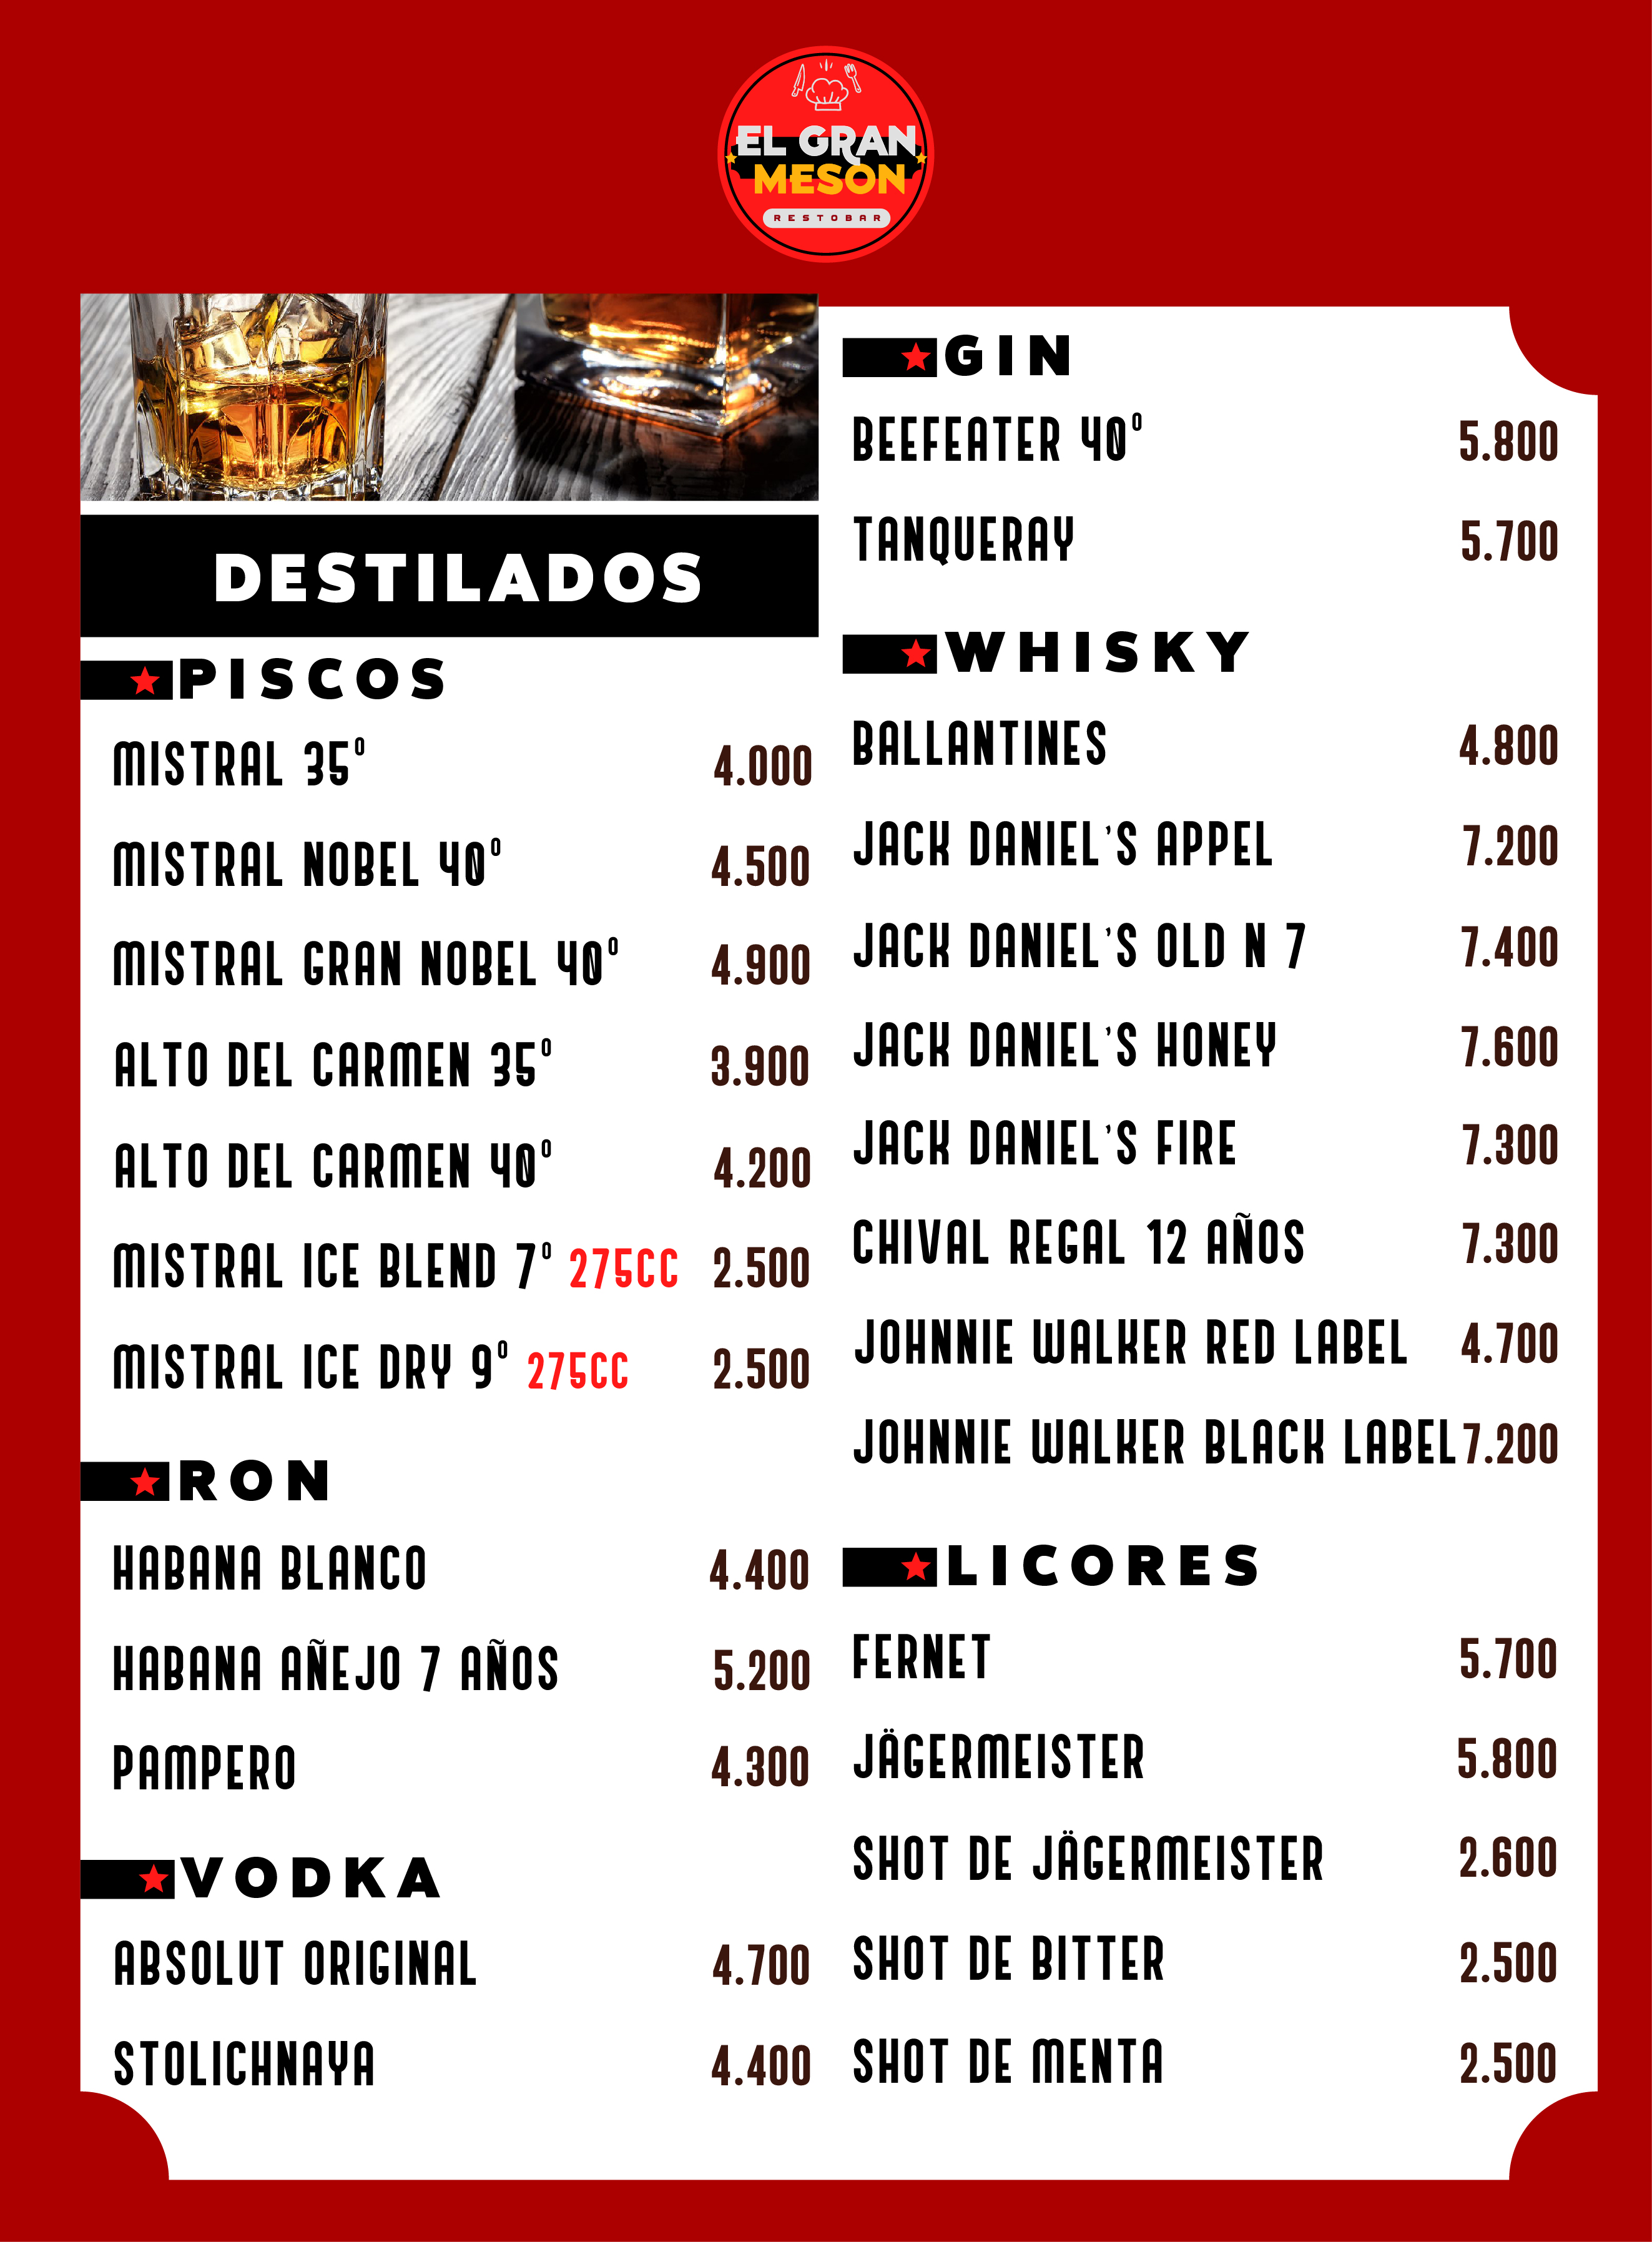 EL GRAN
MESON
RESTOBAR
DESTILADOS
PISCOS
MISTRAL 35° 4.000
MISTRAL NOBEL 40° 4.500
MISTRAL GRAN NOBEL 40° 4.900
ALTO DEL CARMEN 35° 3.900
ALTO DEL CARMEN 40° 4.200
MISTRAL ICE BLEND 7° 275CC 2.500
MISTRAL ICE DRY 9° 275CC 2.500
RON
HABANA BLANCO 4.400
HABANA AÑEJO 7 AÑOS 5.200
PAMPERO 4.300
VODKA
ABSOLUT ORIGINAL 4.700
STOLICHNAYA 4.400
GIN
BEEFEATER 40° 5.800
TANQUERAY 5.700
WHISKY
BALLANTINES 4.800
JACK DANIEL'S APPEL 7.200
JACK DANIEL'S OLD N 7 7.400
JACK DANIEL'S HONEY 7.600
JACK DANIEL'S FIRE 7.300
CHIVAL REGAL 12 AÑOS 7.300
JOHNNIE WALKER RED LABEL 4.700
JOHNNIE WALKER BLACK LABEL 7.200
LICORES
FERNET 5.700
JÄGERMEISTER 5.800
SHOT DE JÄGERMEISTER 2.600
SHOT DE BITTER 2.500
SHOT DE MENTA 2.500